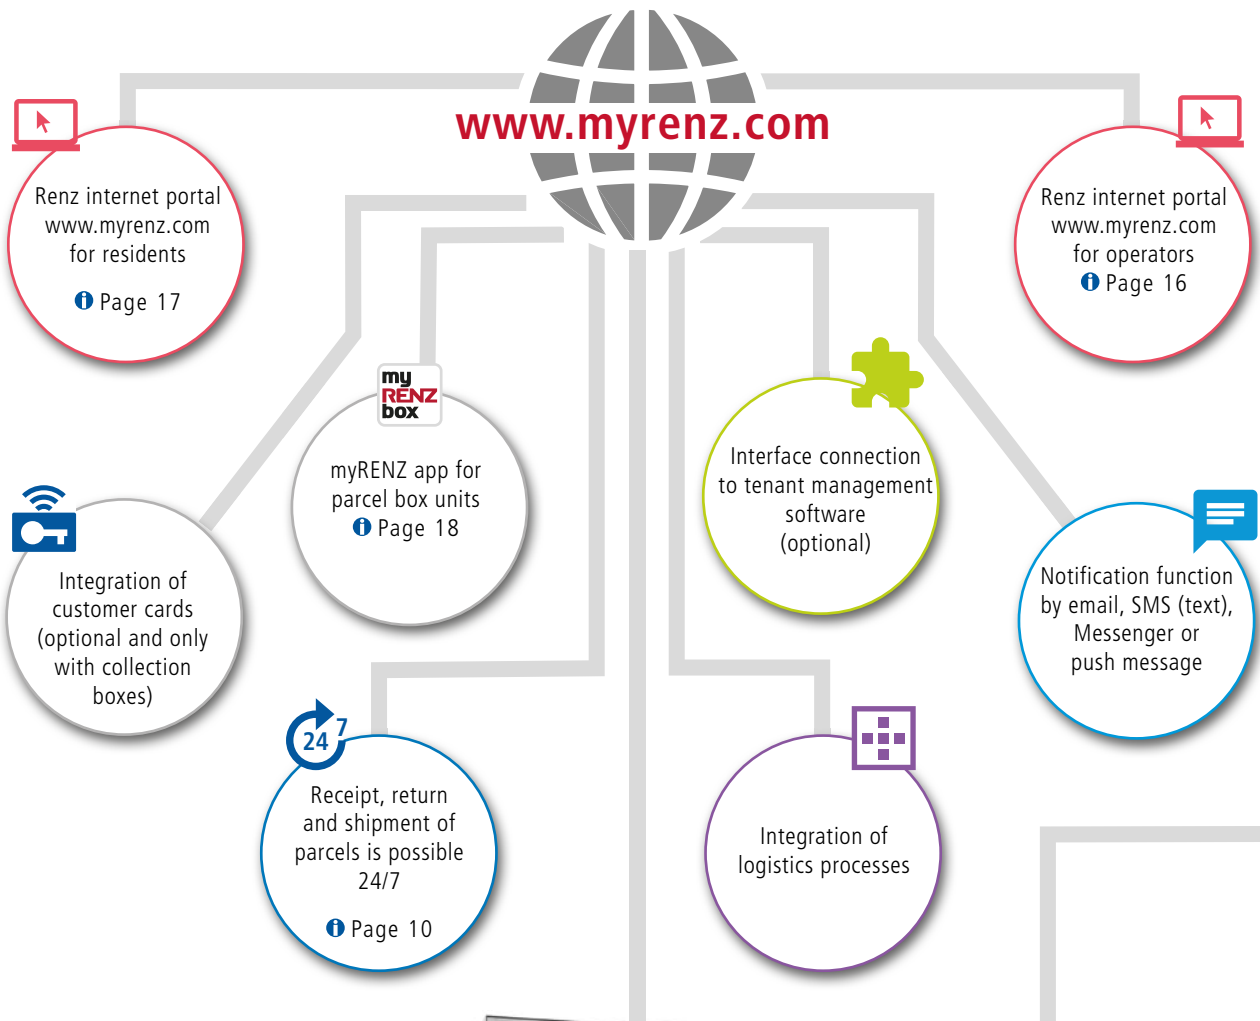 www.myrenz.com
Renz internet portal
www.myrenz.com
for residents
Page 17
Renz internet portal
www.myrenz.com
for operators
Page 16
my
RENZ
box
myRENZ app for
parcel box units
Page 18
Interface connection
to tenant management
software
(optional)
Integration of
customer cards
(optional and only
with collection
boxes)
Notification function
by email, SMS (text),
Messenger or
push message
24 7
Receipt, return
and shipment of
parcels is possible
24/7
Page 10
Integration of
logistics processes